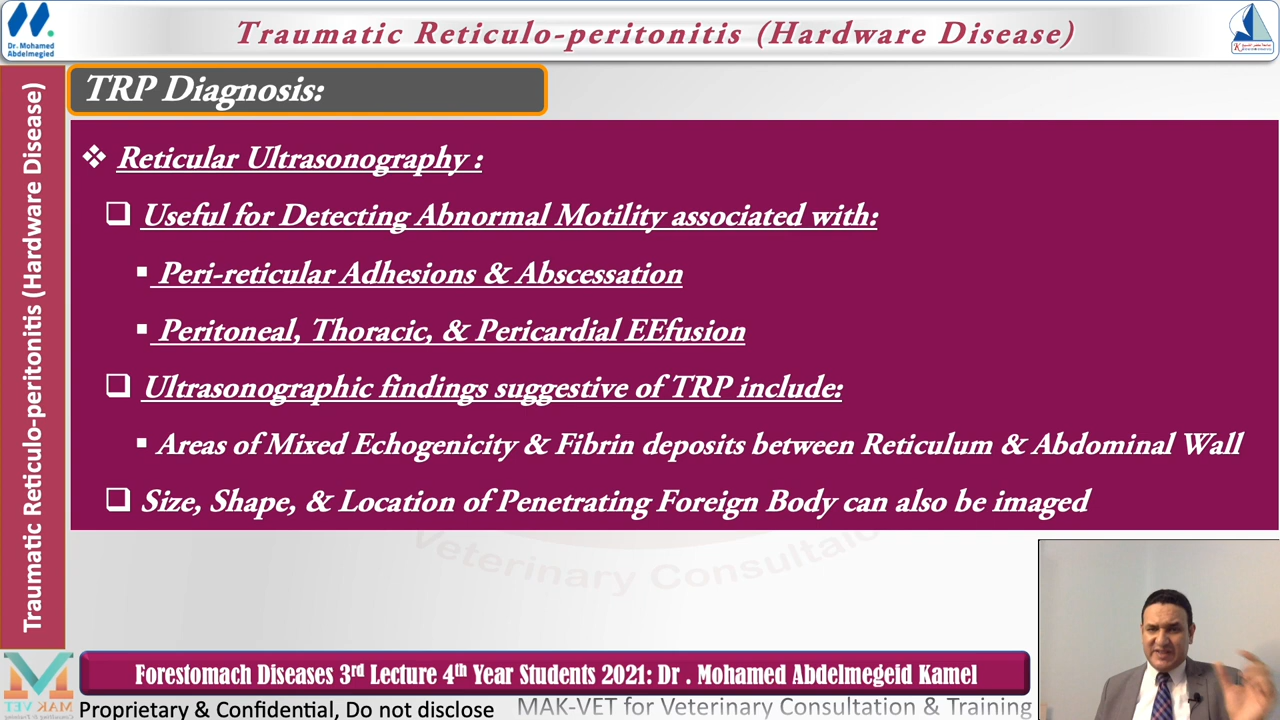 Dr. Mohamed
Abdelmegied
Traumatic Reticulo-peritonitis (Hardware Disease)
Traumatic Reticulo-peritonitis (Hardware Disease)
TRP Diagnosis:
❖ Reticular Ultrasonography :
❑ Useful for Detecting Abnormal Motility associated with:
▪ Peri-reticular Adhesions & Abscessation
▪ Peritoneal, Thoracic, & Pericardial EEfusion
❑ Ultrasonographic findings suggestive of TRP include:
▪ Areas of Mixed Echogenicity & Fibrin deposits between Reticulum & Abdominal Wall
❑ Size, Shape, & Location of Penetrating Foreign Body can also be imaged
Veterinary Consultaio
Forestomach Diseases 3rd Lecture 4th Year Students 2021: Dr . Mohamed Abdelmegeid Kamel
MAK-VET
Proprietary & Confidential, Do not disclose
MAK-VET for Veterinary Consultation & Training